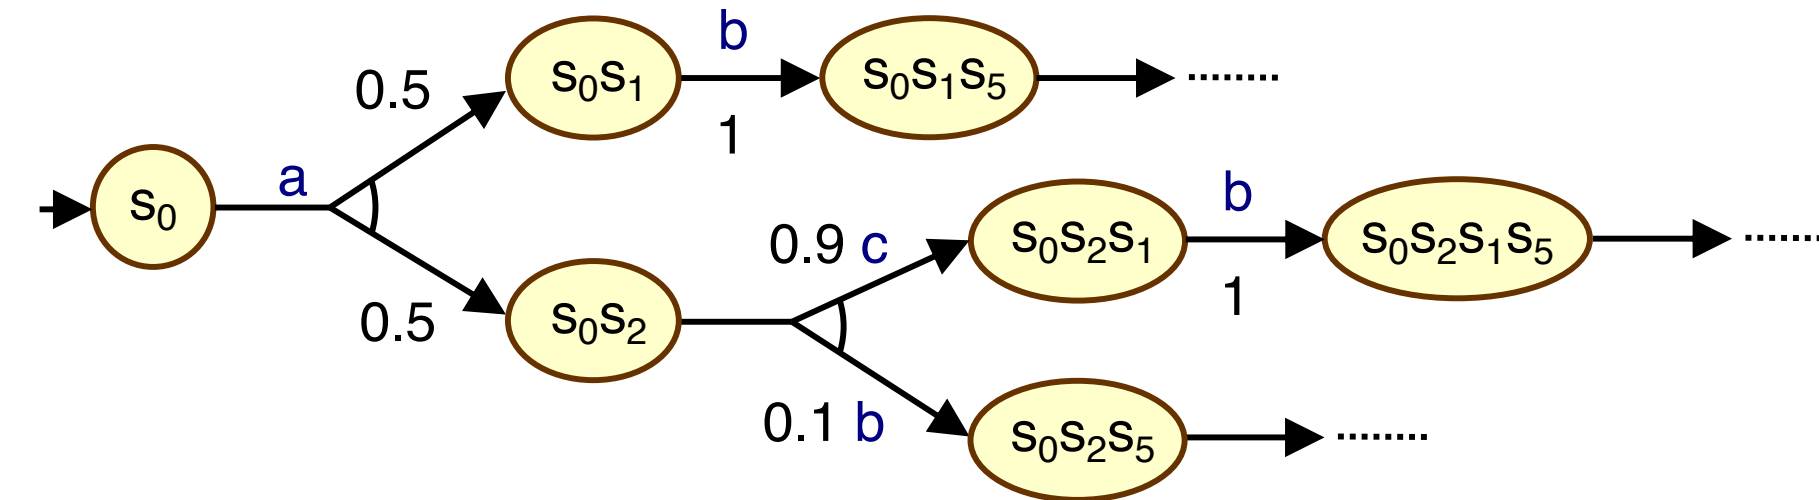 b
0.5
s₀s₁
s₀s₁s₅
1
a
s₀
b
0.9 c
s₀s₂s₁
s₀s₂s₁s₅
0.5
s₀s₂
1
0.1 b
s₀s₂s₅